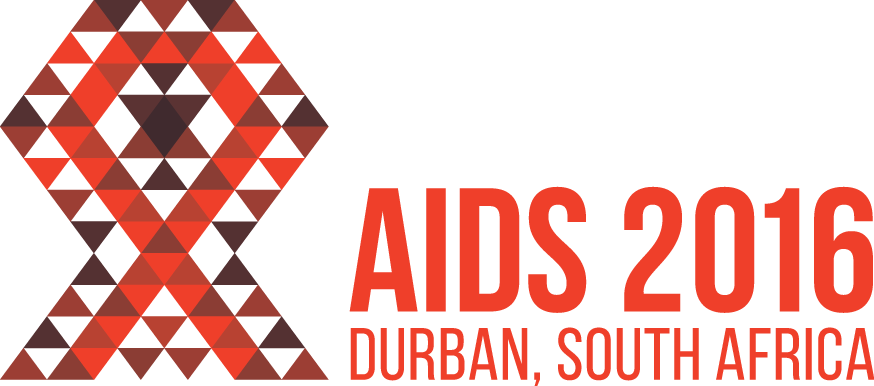 AIDS 2016
DURBAN, SOUTH AFRICA